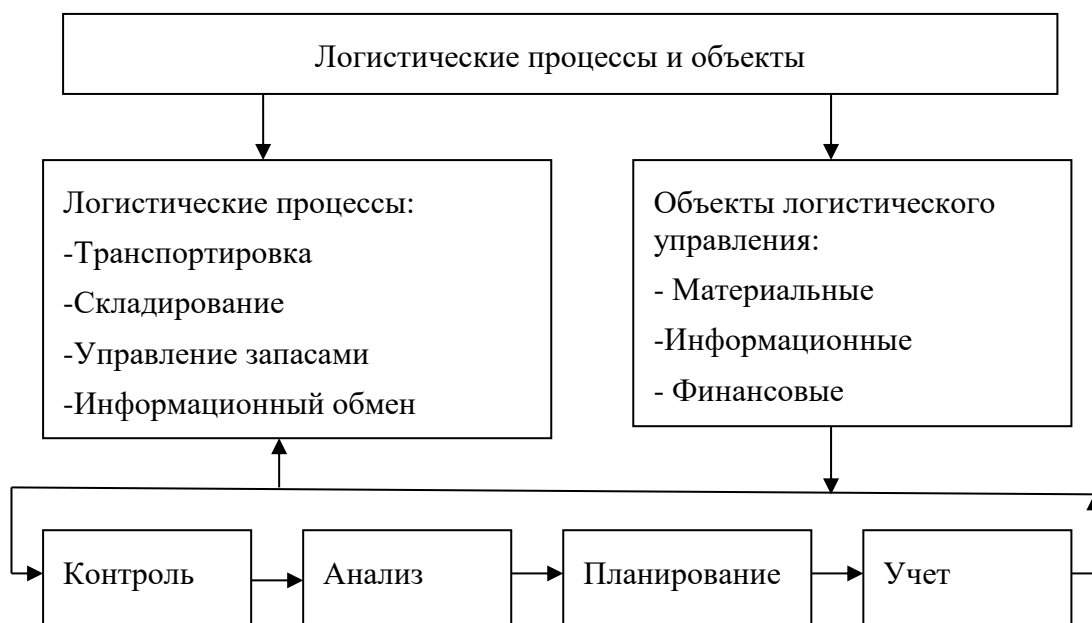 Логистические процессы и объекты
Логистические процессы:
-Транспортировка
-Складирование
-Управление запасами
-Информационный обмен
Объекты логистического
управления:
- Материальные
-Информационные
- Финансовые
Контроль
Анализ
Планирование
Учет